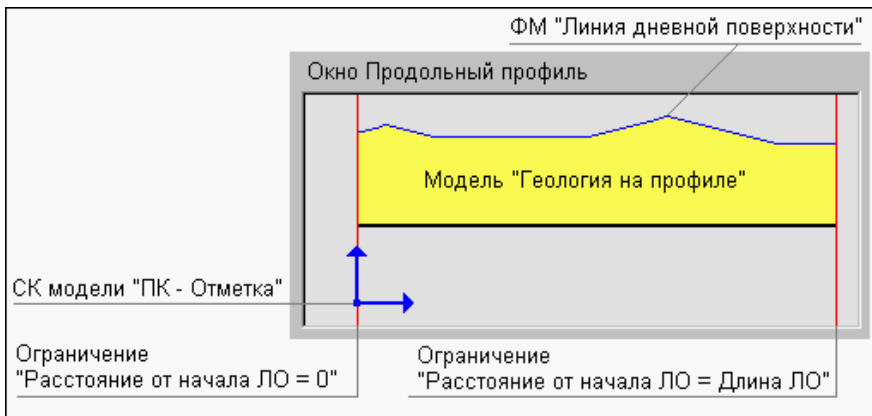 ФМ "Линия дневной поверхности"
Окно Продольный профиль
Модель "Геология на профиле"
СК модели "ПК - Отметка"
Ограничение
"Расстояние от начала ЛО = 0"
Ограничение
"Расстояние от начала ЛО = Длина ЛО"